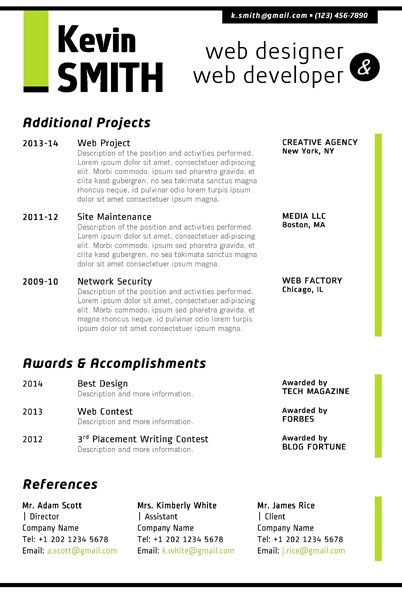 k.smith@gmail.com • (123) 456-7890
Kevin
SMITH
web designer
web developer
&
Additional Projects
2013-14
Web Project
Description of the position and activities performed.
Lorem ipsum dolor sit amet, consectetuer adipiscing
elit. Morbi commodo, ipsum sed pharetra gravida, et
clita kasd gubergren, no sea takimata sanctus magna
rhoncus neque, id pulvinar odio lorem turpis ipsum
dolor sit amet, consectetuer ipsum magna.
CREATIVE AGENCY
New York, NY
2011-12
Site Maintenance
Description of the position and activities performed.
Lorem ipsum dolor sit amet, consectetuer adipiscing
elit. Morbi commodo, ipsum sed pharetra gravida, et
clita kasd gubergren, no sea takimata sanctus magna
dolor sit amet, consectetuer ipsum magna.
MEDIA LLC
Boston, MA
2009-10
Network Security
Description of the position and activities performed.
Lorem ipsum dolor sit amet, consectetuer adipiscing
elit. Morbi commodo, ipsum sed pharetra gravida, et
magna rhoncus neque, id pulvinar odio lorem turpis
ipsum dolor sit amet, consectetuer ipsum magna.
WEB FACTORY
Chicago, IL
Awards & Accomplishments
2014
Best Design
Description and more information.
Awarded by
TECH MAGAZINE
2013
Web Contest
Description and more information.
Awarded by
FORBES
2012
3rd Placement Writing Contest
Description and more information.
Awarded by
BLOG FORTUNE
References
Mr. Adam Scott
| Director
Company Name
Tel: +1 202 1234 5678
Email: a.scott@gmail.com
Mrs. Kimberly White
| Assistant
Company Name
Tel: +1 202 1234 5678
Email: k.white@gmail.com
Mr. James Rice
| Client
Company Name
Tel: +1 202 1234 5678
Email: j.rice@gmail.com